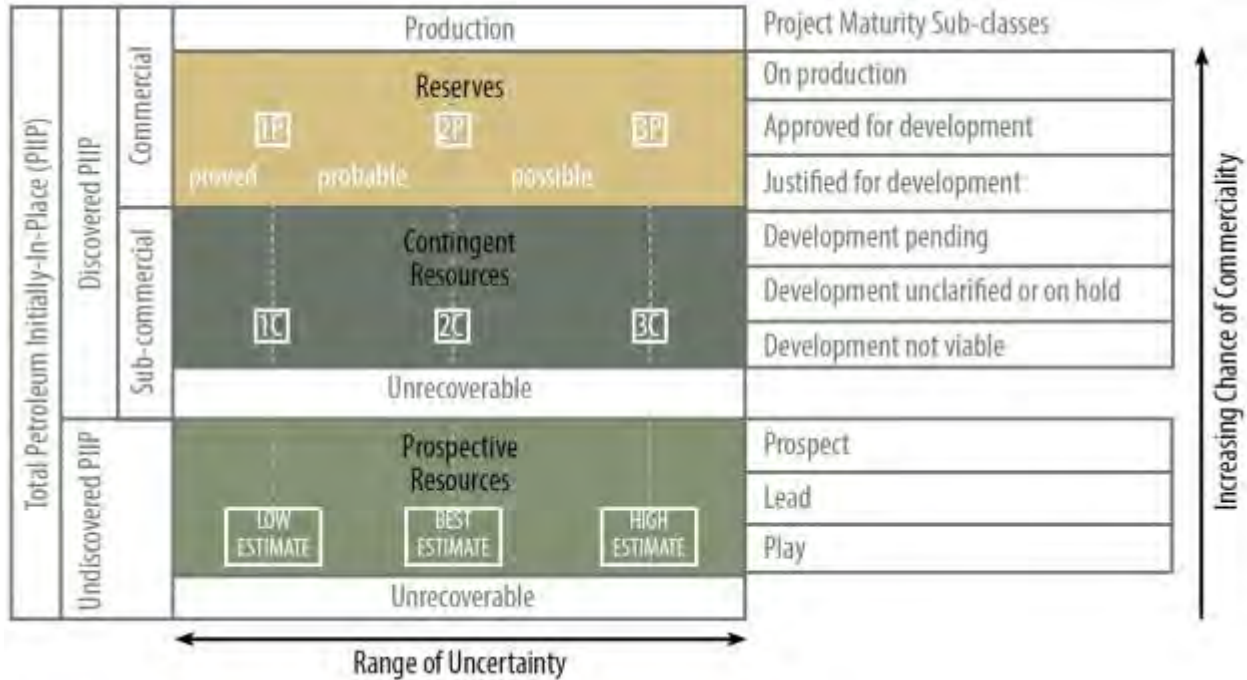 Total Petroleum Initially-In-Place (PIIP)
Discovered PIIP
Undiscovered PIIP
Commercial
Sub-commercial
Production
Reserves
1P
2P
3P
proven
probable
possible
Contingent
Resources
1C
2C
3C
Unrecoverable
Prospective
Resources
LOW
ESTIMATE
BEST
ESTIMATE
HIGH
ESTIMATE
Unrecoverable
Range of Uncertainty
Project Maturity Sub-classes
On production
Approved for development
Justified for development
Development pending
Development unclarified or on hold
Development not viable
Prospect
Lead
Play
Increasing Chance of Commerciality